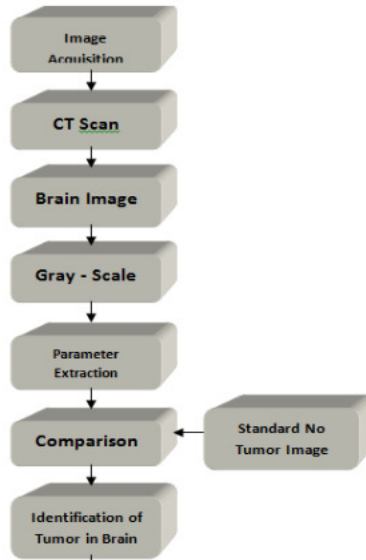 Image
Acquisition
CT Scan
Brain Image
Gray - Scale
Parameter
Extraction
Comparison
Standard No
Tumor Image
Identification of
Tumor in Brain